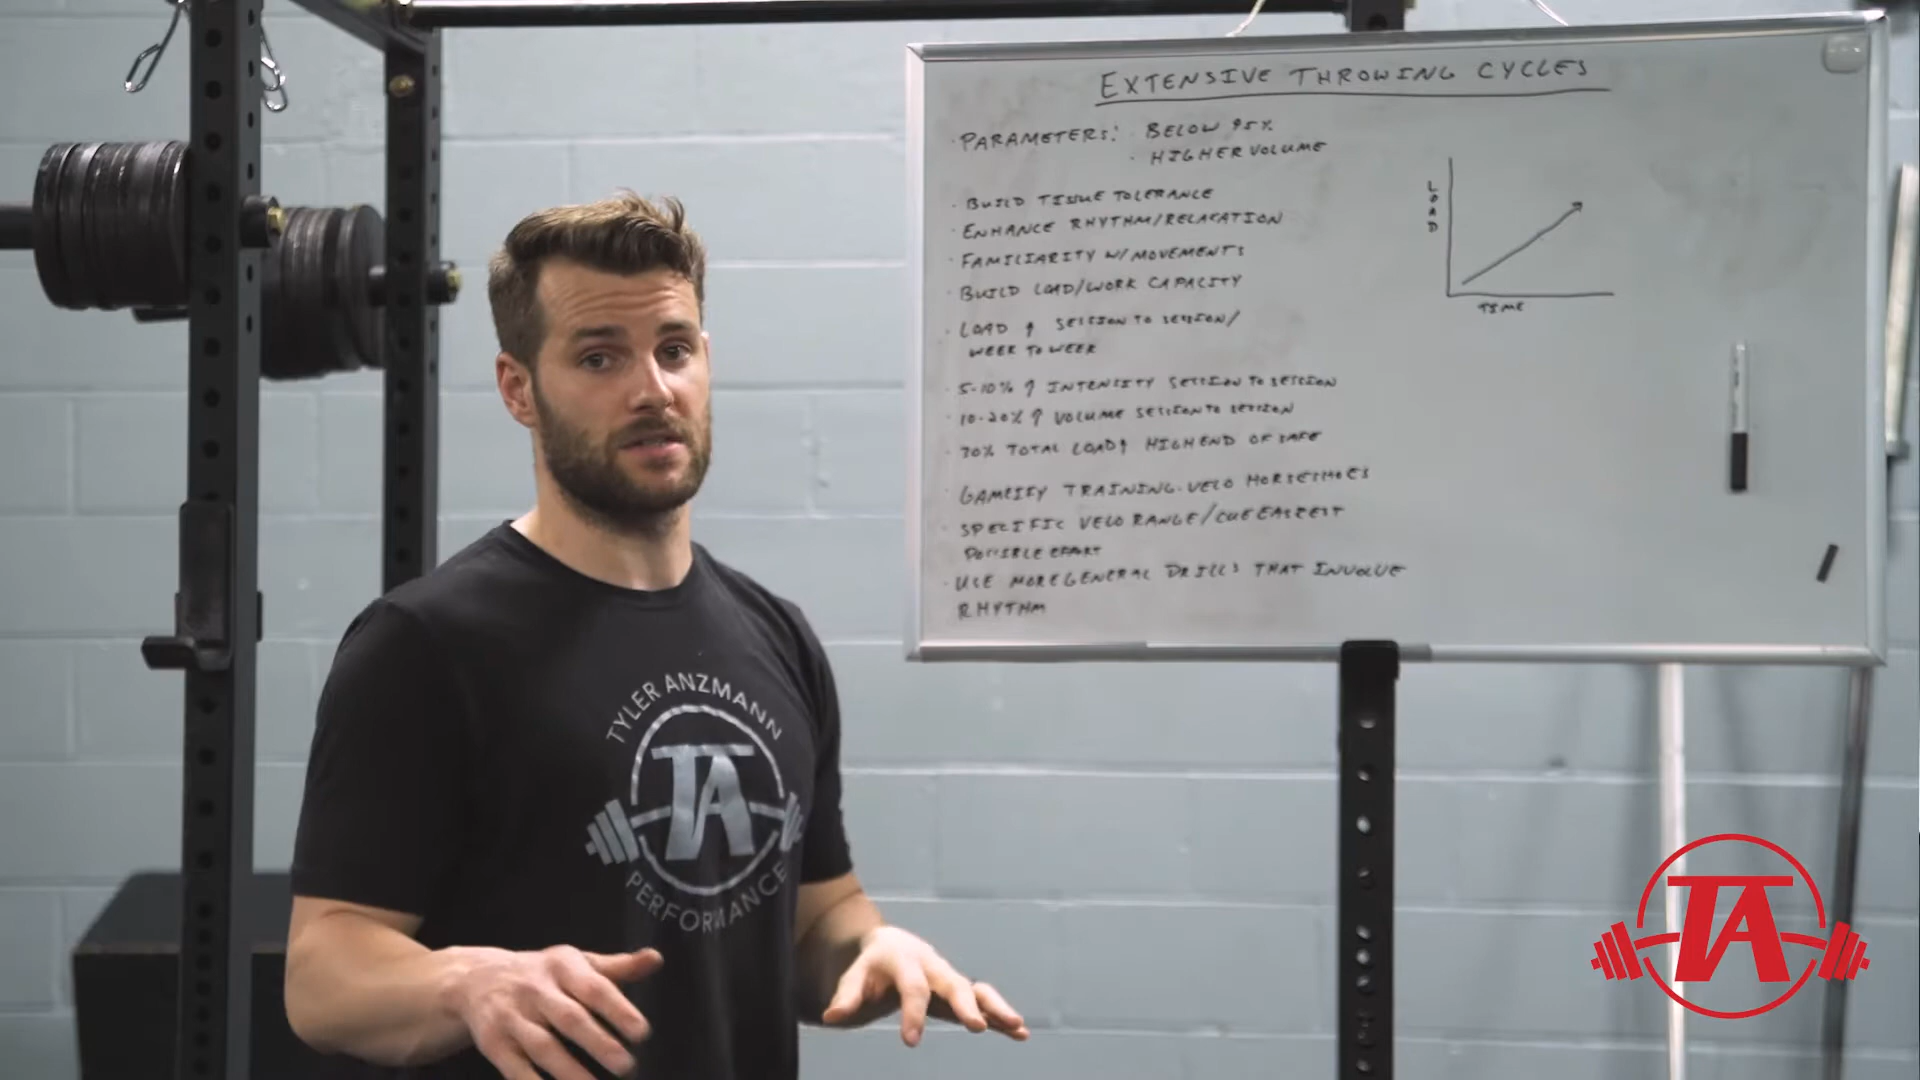 EXTENSIVE THROWING CYCLES
· PARAMETERS: · BELOW 95%
· HIGHER VOLUME
· BUILD TISSUE TOLERANCE
· ENHANCE RHYTHM/RELAXATION
· FAMILIARITY W/MOVEMENTS
· BUILD LOAD/WORK CAPACITY
· LOAD ↑ SESSION TO SESSION/
WEEK TO WEEK
· 5-10% ↑ INTENSITY SESSION TO SESSION
· 10-20% ↑ VOLUME SESSION TO SESSION
· 30% TOTAL LOAD↑ HIGH END OF SAFE
· GAMEIFY TRAINING-VELO HORSESHOES
· SPECIFIC VELO RANGE/CUE EASIEST
POSSIBLE EFFORT
· USE MORE GENERAL DRILLS THAT INVOLVE
RHYTHM
LOAD
TIME
TYLER ANZMANN
TA
PERFORMANCE
TA